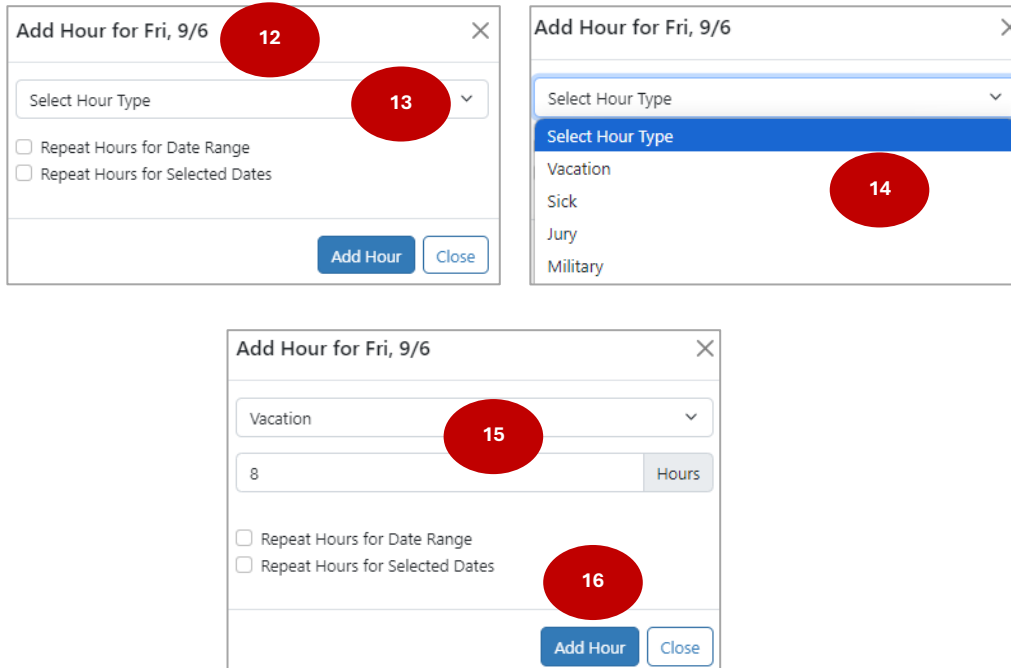 Add Hour for Fri, 9/6
12
Select Hour Type
13
Repeat Hours for Date Range
Repeat Hours for Selected Dates
Add Hour
Close
Add Hour for Fri, 9/6
Select Hour Type
Select Hour Type
Vacation
14
Sick
Jury
Military
Add Hour for Fri, 9/6
Vacation
15
8
Hours
Repeat Hours for Date Range
Repeat Hours for Selected Dates
16
Add Hour
Close